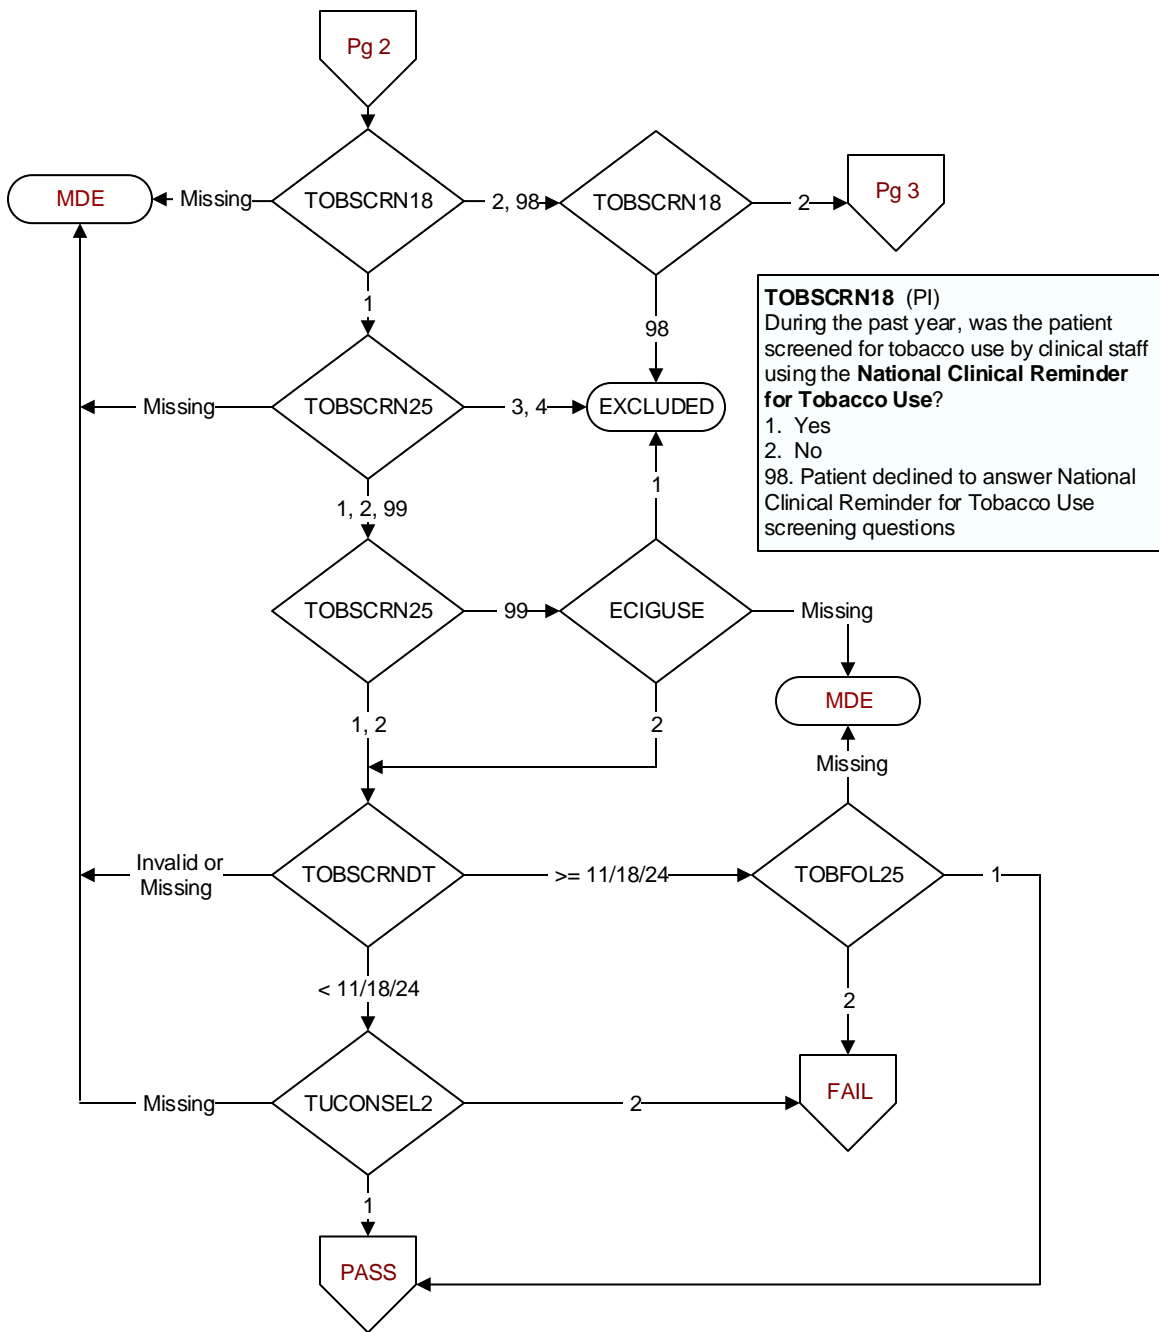 Pg 2
MDE
Missing
TOBSCRN18
2, 98
TOBSCRN18
2
Pg 3
1
98
TOBSCRN18 (PI)
During the past year, was the patient
screened for tobacco use by clinical staff
using the National Clinical Reminder
for Tobacco Use?
1. Yes
2. No
98. Patient declined to answer National
Clinical Reminder for Tobacco Use
screening questions
Missing
TOBSCRN25
3, 4
EXCLUDED
1, 2, 99
1
TOBSCRN25
99
ECIGUSE
Missing
MDE
1, 2
2
Missing
Invalid or
Missing
TOBSCRNDT
>= 11/18/24
TOBFOL25
1
< 11/18/24
2
Missing
TUCONSEL2
2
FAIL
1
PASS